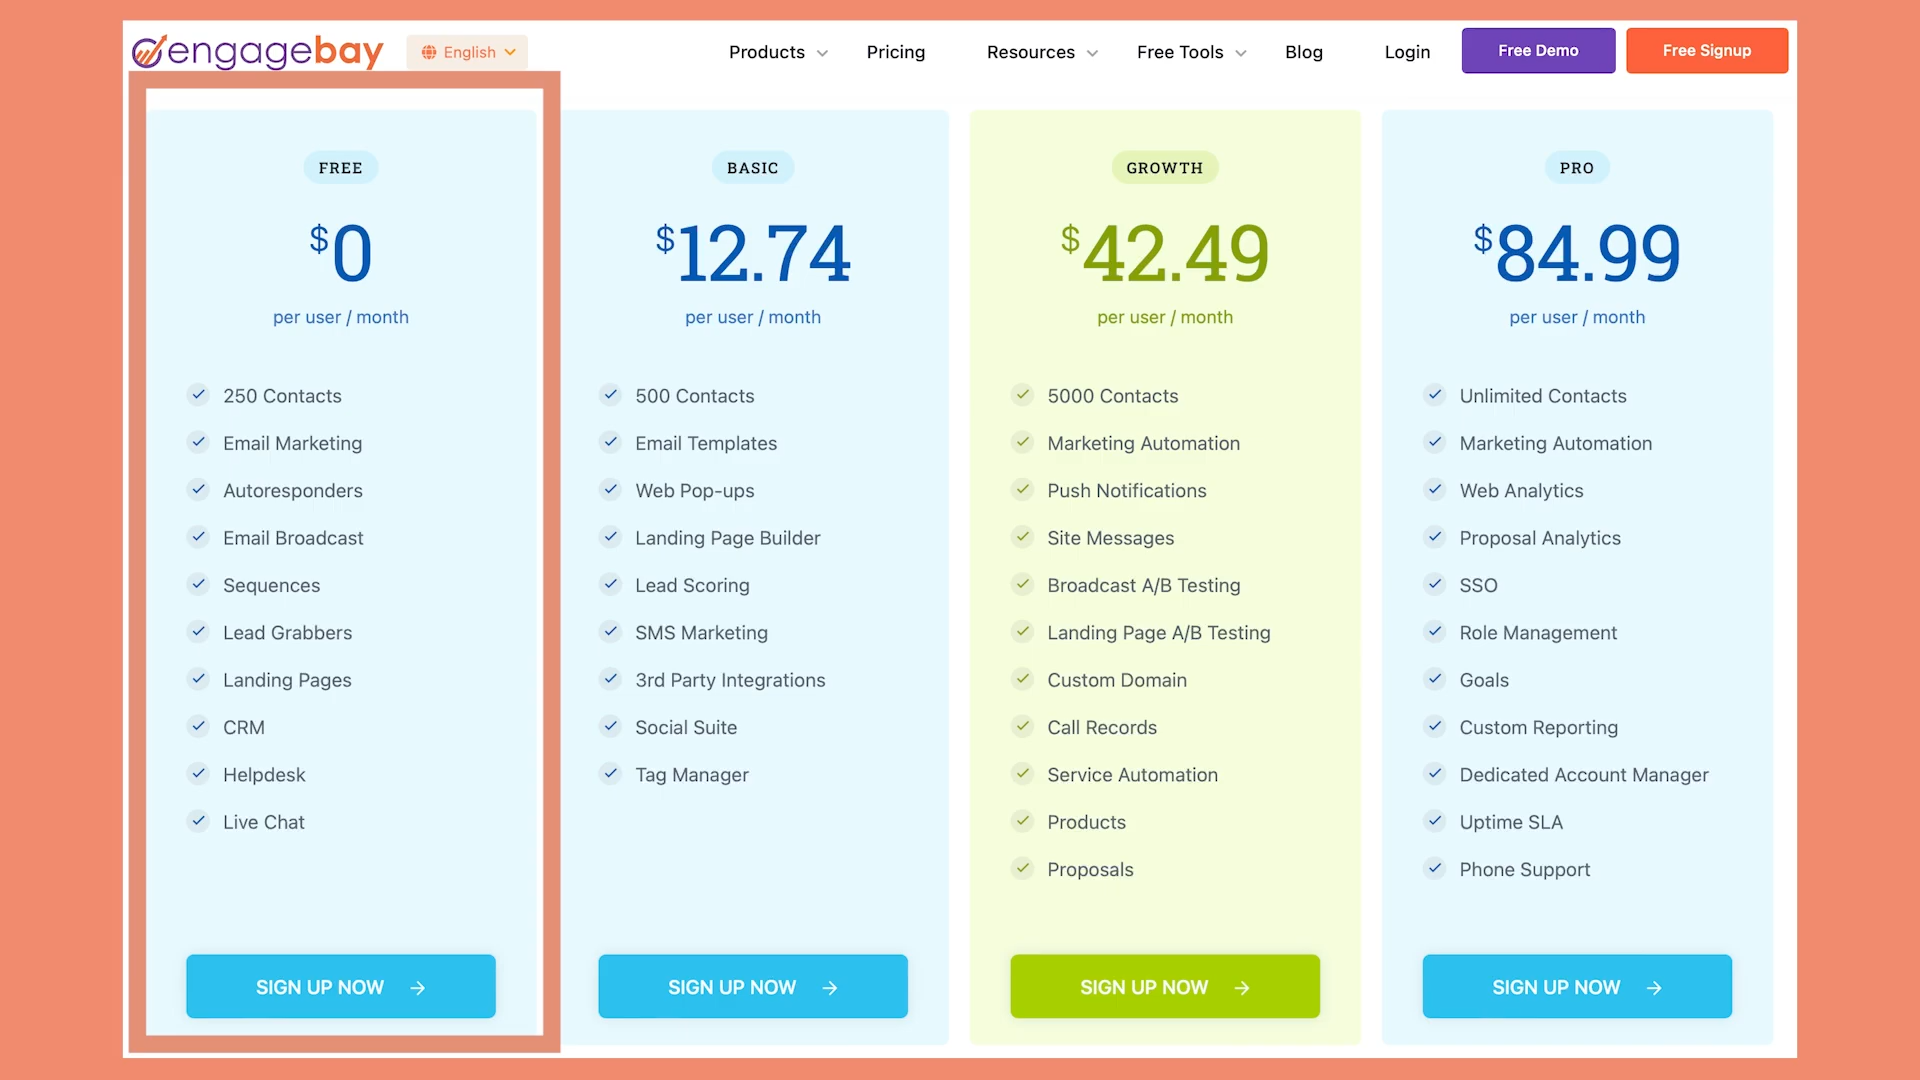 engagebay
English
Products
Pricing
Resources
Free Tools
Blog
Login
Free Demo
Free Signup
FREE
$0
per user / month
250 Contacts
Email Marketing
Autoresponders
Email Broadcast
Sequences
Lead Grabbers
Landing Pages
CRM
Helpdesk
Live Chat
SIGN UP NOW →
BASIC
$12.74
per user / month
500 Contacts
Email Templates
Web Pop-ups
Landing Page Builder
Lead Scoring
SMS Marketing
3rd Party Integrations
Social Suite
Tag Manager
SIGN UP NOW →
GROWTH
$42.49
per user / month
5000 Contacts
Marketing Automation
Push Notifications
Site Messages
Broadcast A/B Testing
Landing Page A/B Testing
Custom Domain
Call Records
Service Automation
Products
Proposals
SIGN UP NOW →
PRO
$84.99
per user / month
Unlimited Contacts
Marketing Automation
Web Analytics
Proposal Analytics
SSO
Role Management
Goals
Custom Reporting
Dedicated Account Manager
Uptime SLA
Phone Support
SIGN UP NOW →